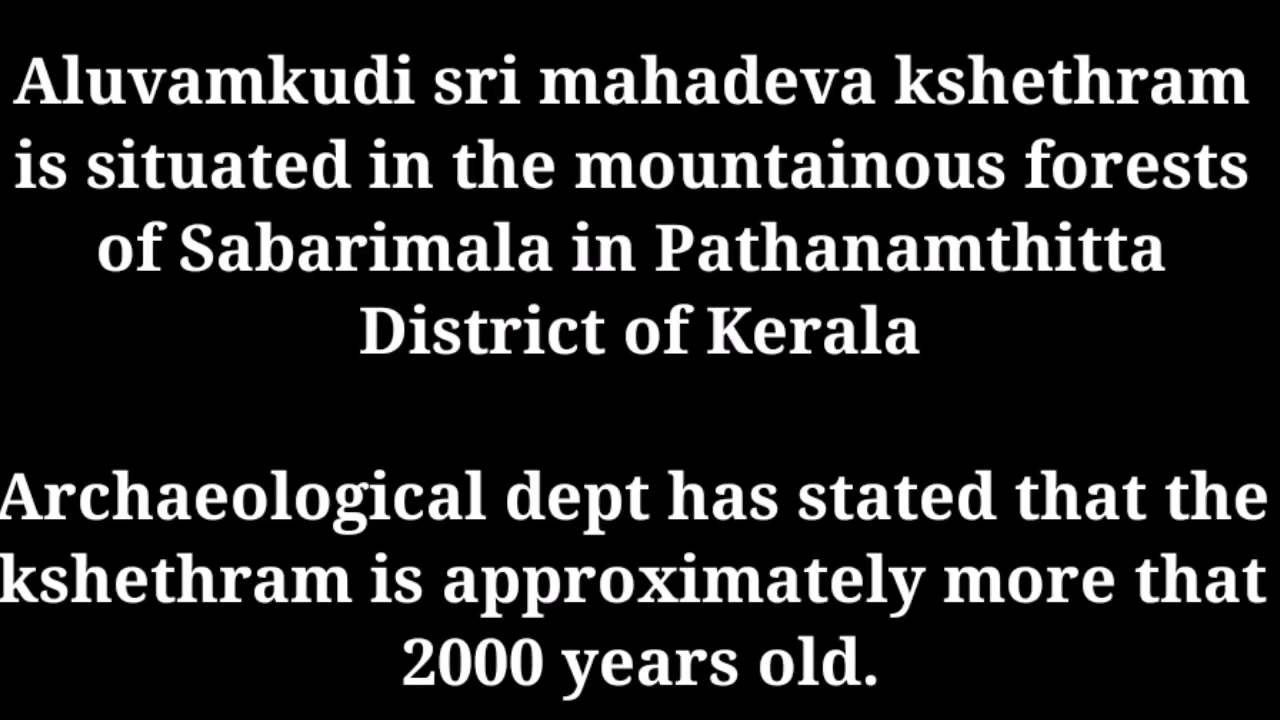 Aluvamkudi sri mahadeva kshethram
is situated in the mountainous forests
of Sabarimala in Pathanamthitta
District of Kerala
Archaeological dept has stated that the
kshethram is approximately more that
2000 years old.